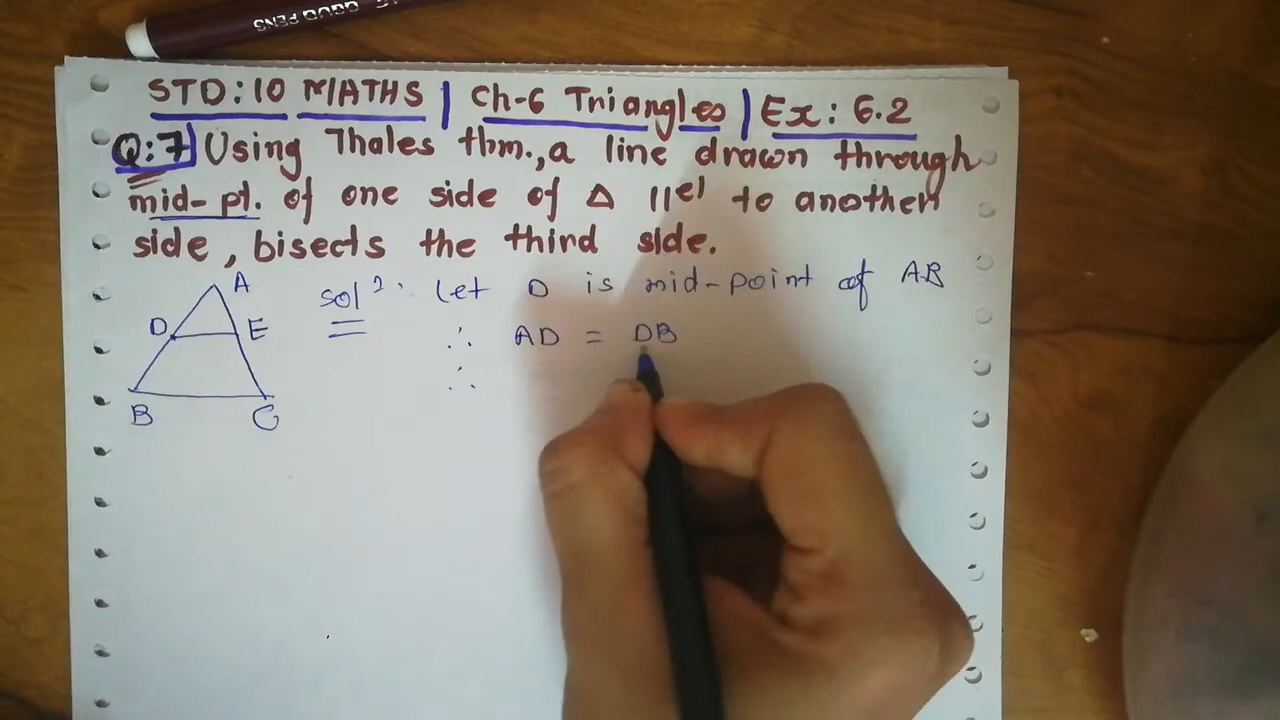 STD:10 MATHS | Ch-6 Triangles | Ex: 6.2
Q:7 Using Thales thm., a line drawn through
mid-pt. of one side of Δ ||el to another
side, bisects the third side.
A
D E
B C
sol². Let D is mid-point of AB
∴ AD = DB
∴
PENS